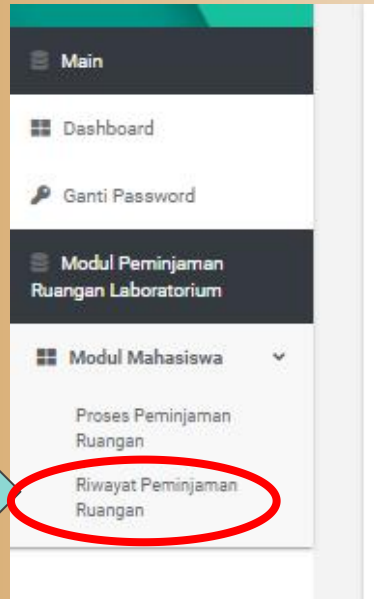 Main
Dashboard
Ganti Password
Modul Peminjaman
Ruangan Laboratorium
Modul Mahasiswa
Proses Peminjaman
Ruangan
Riwayat Peminjaman
Ruangan